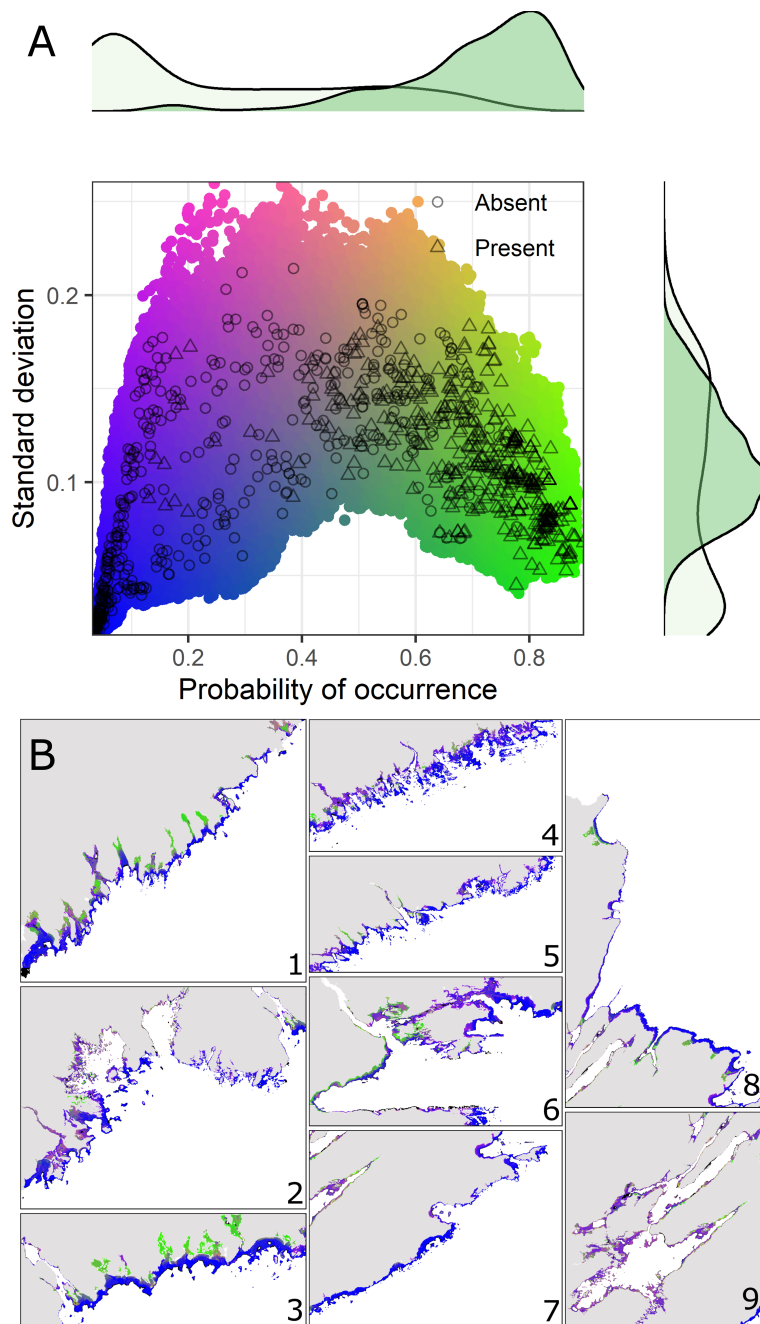 A
Absent
Present
Standard deviation
0.2
0.1
0.2 0.4 0.6 0.8
Probability of occurrence
B
1
2
3
4
5
6
7
8
9